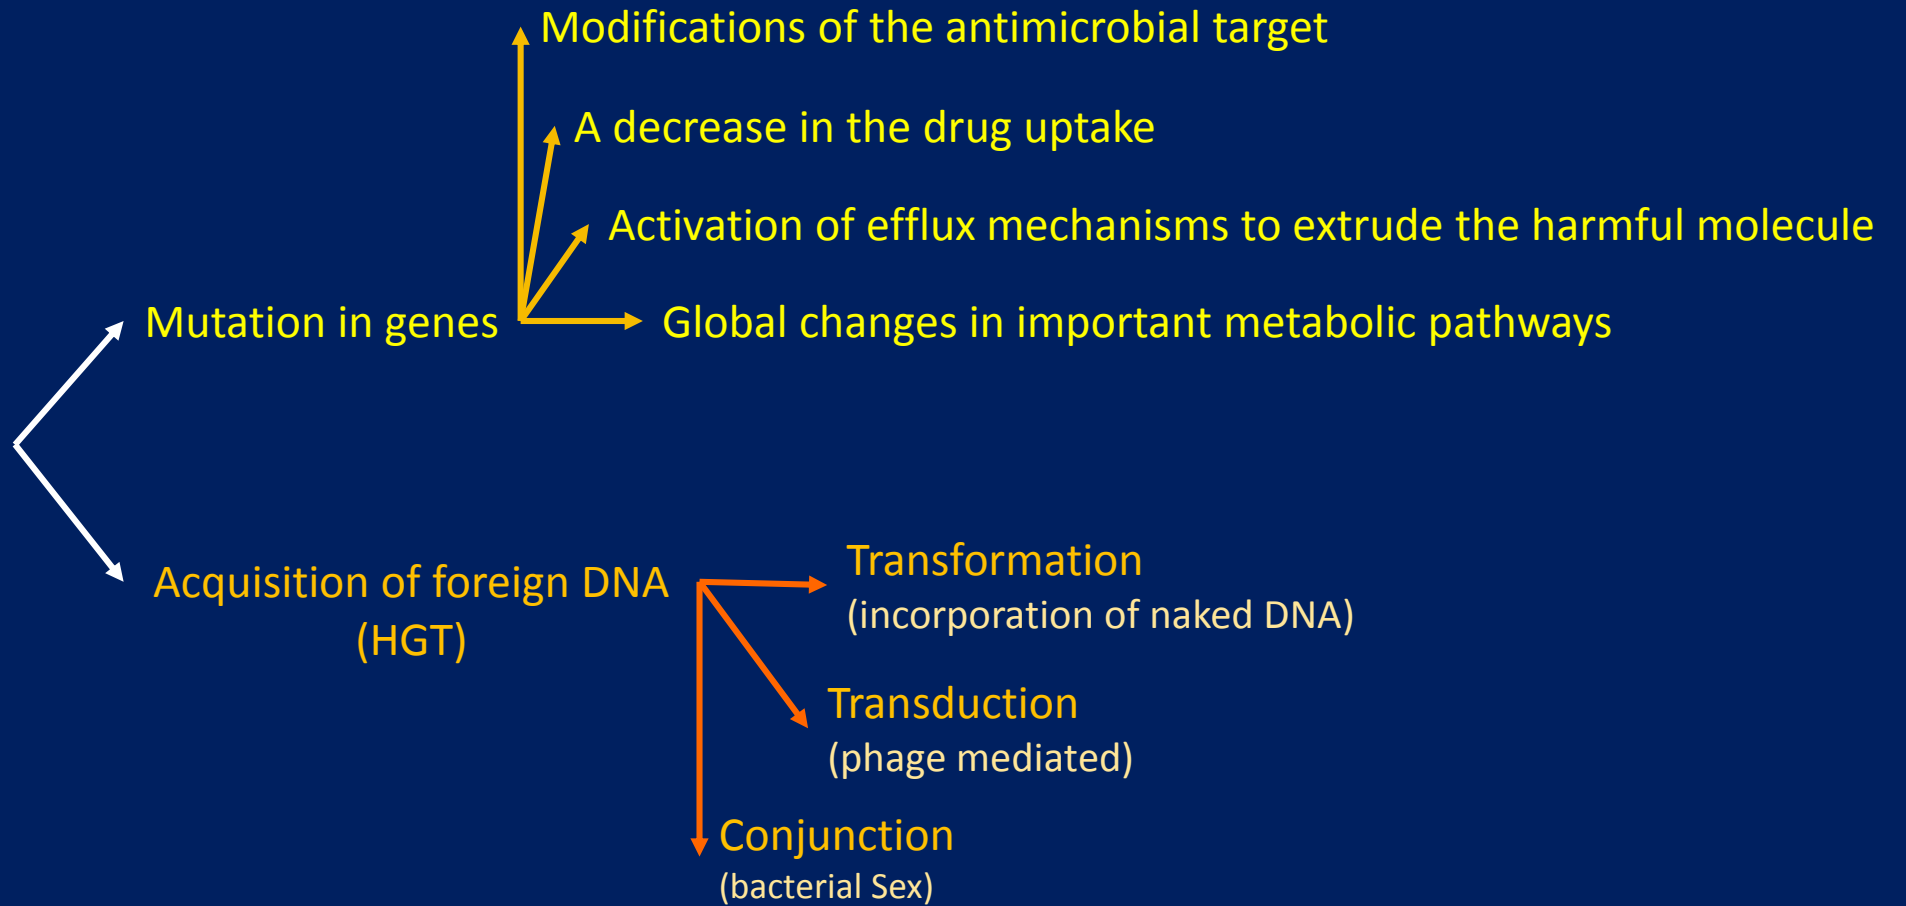 Modifications of the antimicrobial target
A decrease in the drug uptake
Activation of efflux mechanisms to extrude the harmful molecule
Mutation in genes
Global changes in important metabolic pathways
Acquisition of foreign DNA
(HGT)
Transformation
(incorporation of naked DNA)
Transduction
(phage mediated)
Conjunction
(bacterial Sex)